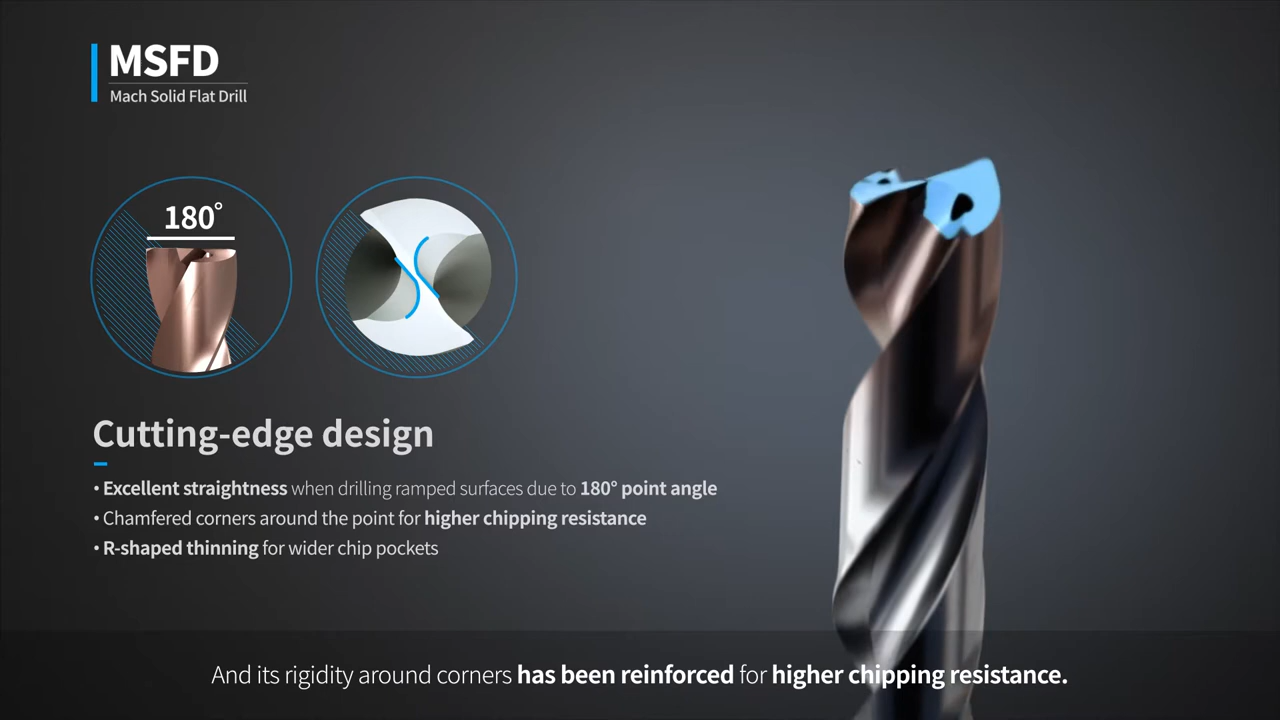 MSFD
Mach Solid Flat Drill
180°
Cutting-edge design
• Excellent straightness when drilling ramped surfaces due to 180° point angle
• Chamfered corners around the point for higher chipping resistance
• R-shaped thinning for wider chip pockets
And its rigidity around corners has been reinforced for higher chipping resistance.